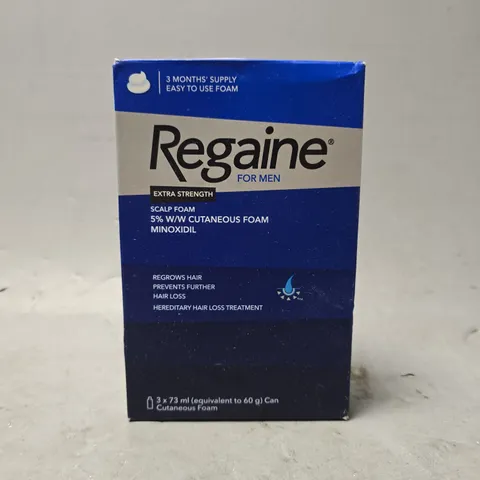 3 MONTHS' SUPPLY
EASY TO USE FOAM
Regaine®
FOR MEN
EXTRA STRENGTH
SCALP FOAM
5% W/W CUTANEOUS FOAM
MINOXIDIL
REGROWS HAIR
PREVENTS FURTHER
HAIR LOSS
HEREDITARY HAIR LOSS TREATMENT
3 x 73 ml (equivalent to 60 g) Can
Cutaneous Foam